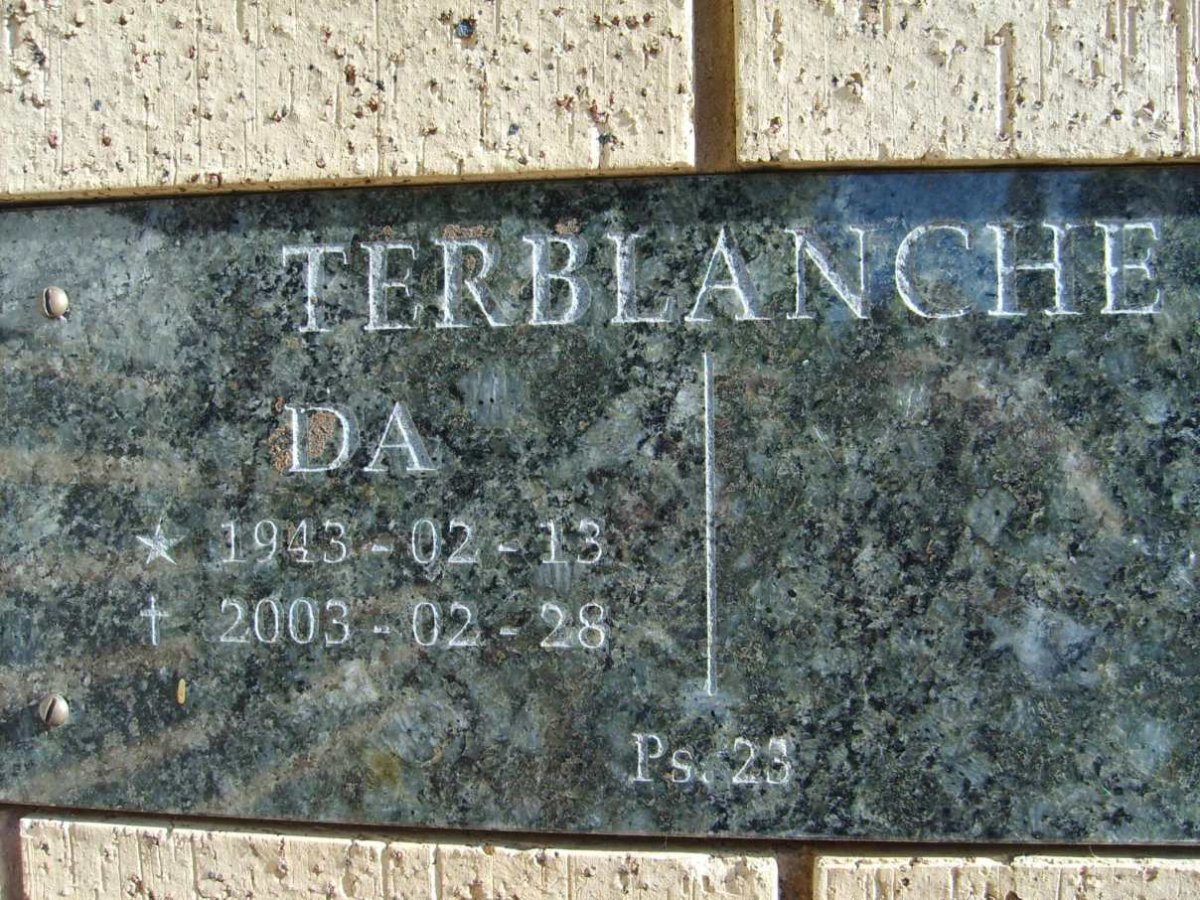 TERBLANCHE
DA
★ 1943 - 02 - 13
† 2003 - 02 - 28
Ps. 23